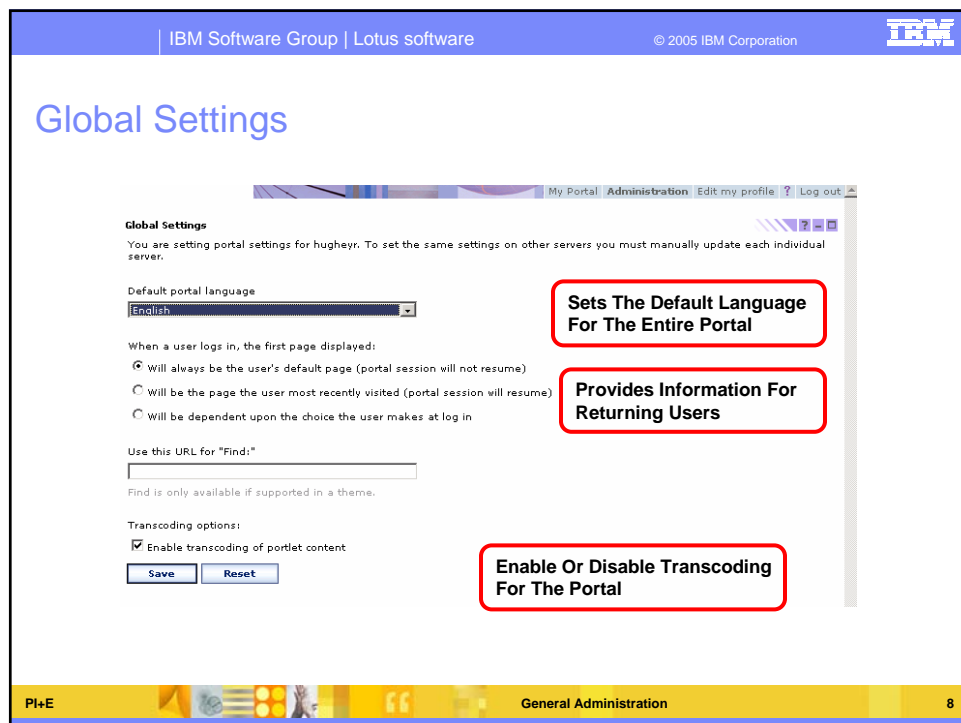 IBM Software Group | Lotus software
© 2005 IBM Corporation
IBM
Global Settings
My Portal Administration Edit my profile ? Log out
Global Settings
? – □
You are setting portal settings for hugheyr. To set the same settings on other servers you must manually update each individual
server.
Default portal language
English
Sets The Default Language
For The Entire Portal
When a user logs in, the first page displayed:
Will always be the user's default page (portal session will not resume)
Will be the page the user most recently visited (portal session will resume)
Will be dependent upon the choice the user makes at log in
Provides Information For
Returning Users
Use this URL for "Find:"
Find is only available if supported in a theme.
Transcoding options:
Enable transcoding of portlet content
Save Reset
Enable Or Disable Transcoding
For The Portal
PI+E
General Administration
8